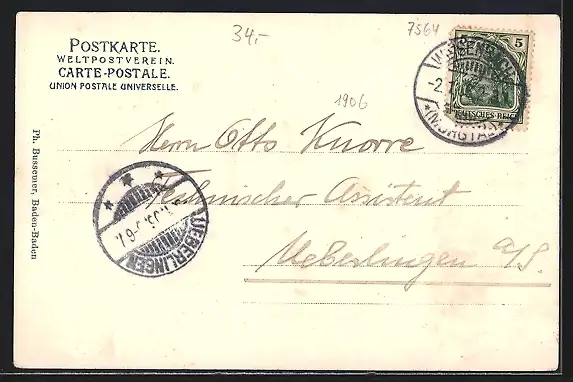 34,-
7564
POSTKARTE.
WELTPOSTVEREIN.
CARTE-POSTALE.
UNION POSTALE UNIVERSELLE.
5
DEUTSCHES REICH
(MURGTAL)
1906
Herrn Otto Knorre
Technischer Assistent
Ueberlingen a/S.
UEBERLINGEN
Ph. Bussemer, Baden-Baden